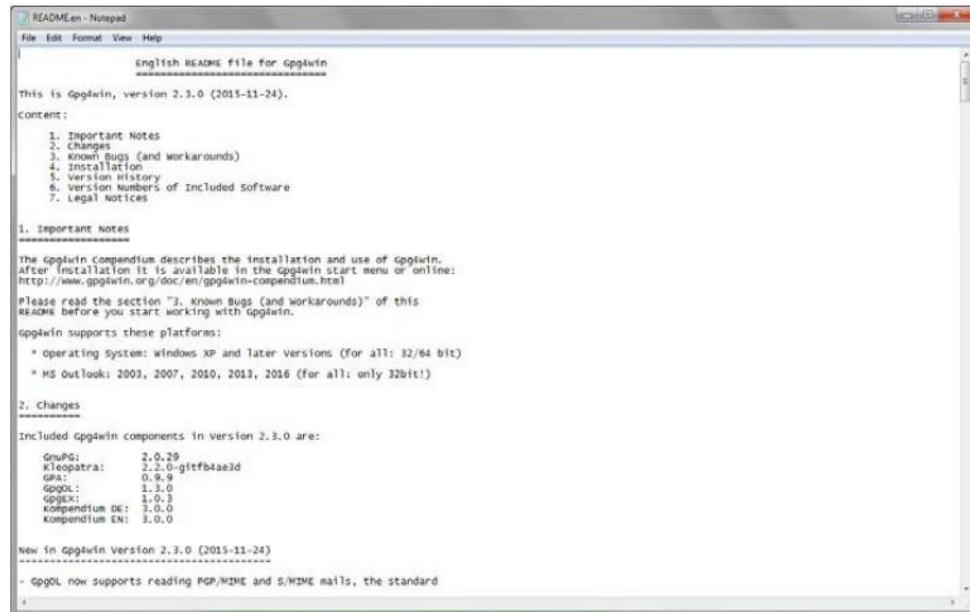 README.en - Notepad
File Edit Format View Help
English README file for Gpg4win
===============================
This is Gpg4win, version 2.3.0 (2015-11-24).
Content:
1. Important Notes
2. Changes
3. Known Bugs (and Workarounds)
4. Installation
5. Version History
6. Version Numbers of Included Software
7. Legal Notices
1. Important Notes
==================
The Gpg4win Compendium describes the installation and use of Gpg4win.
After installation it is available in the Gpg4win start menu or online:
http://www.gpg4win.org/doc/en/gpg4win-compendium.html
Please read the section "3. Known Bugs (and Workarounds)" of this
README before you start working with Gpg4win.
Gpg4win supports these platforms:
* Operating System: Windows XP and later versions (for all: 32/64 bit)
* MS Outlook: 2003, 2007, 2010, 2013, 2016 (for all: only 32bit!)
2. Changes
==========
Included Gpg4win components in version 2.3.0 are:
GnuPG: 2.0.29
Kleopatra: 2.2.0-gitfb4ae3d
GPA: 0.9.9
GpgOL: 1.3.0
GpgEX: 1.0.3
Kompendium DE: 3.0.0
Kompendium EN: 3.0.0
New in Gpg4win Version 2.3.0 (2015-11-24)
-----------------------------------------
- GpgOL now supports reading PGP/MIME and S/MIME mails, the standard